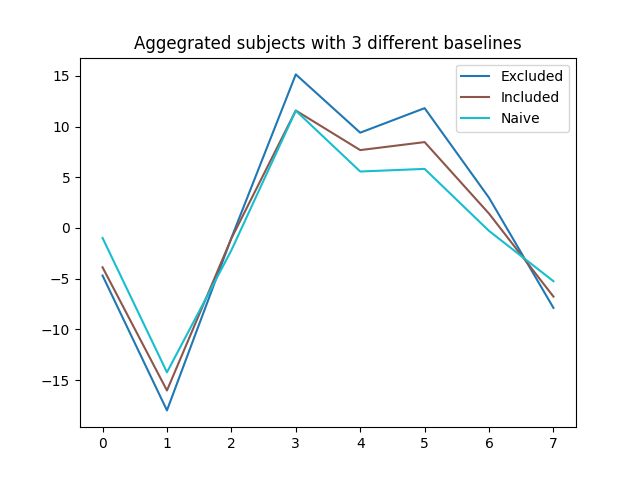 Aggegrated subjects with 3 different baselines
15
10
5
0
−5
−10
−15
Excluded
Included
Naive
0 1 2 3 4 5 6 7